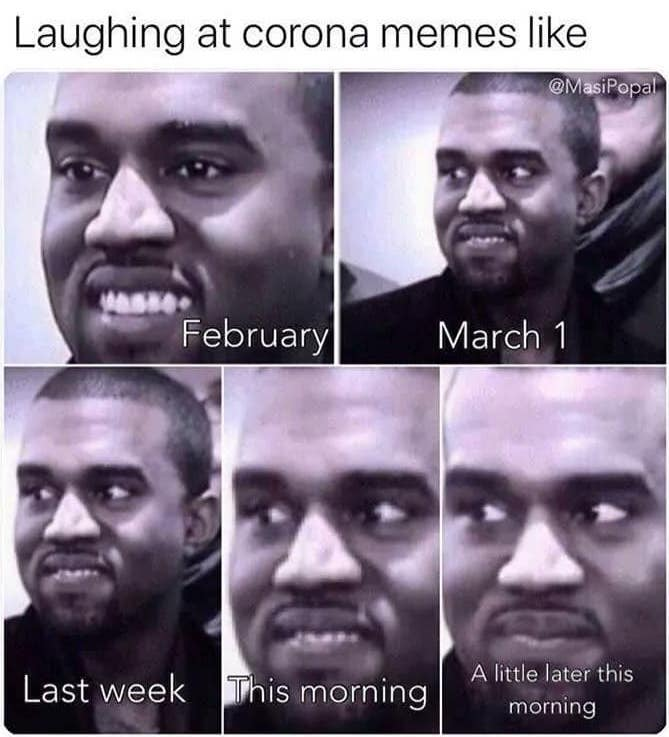 Laughing at corona memes like
@MasiPopal
February
March 1
Last week
This morning
A little later this
morning